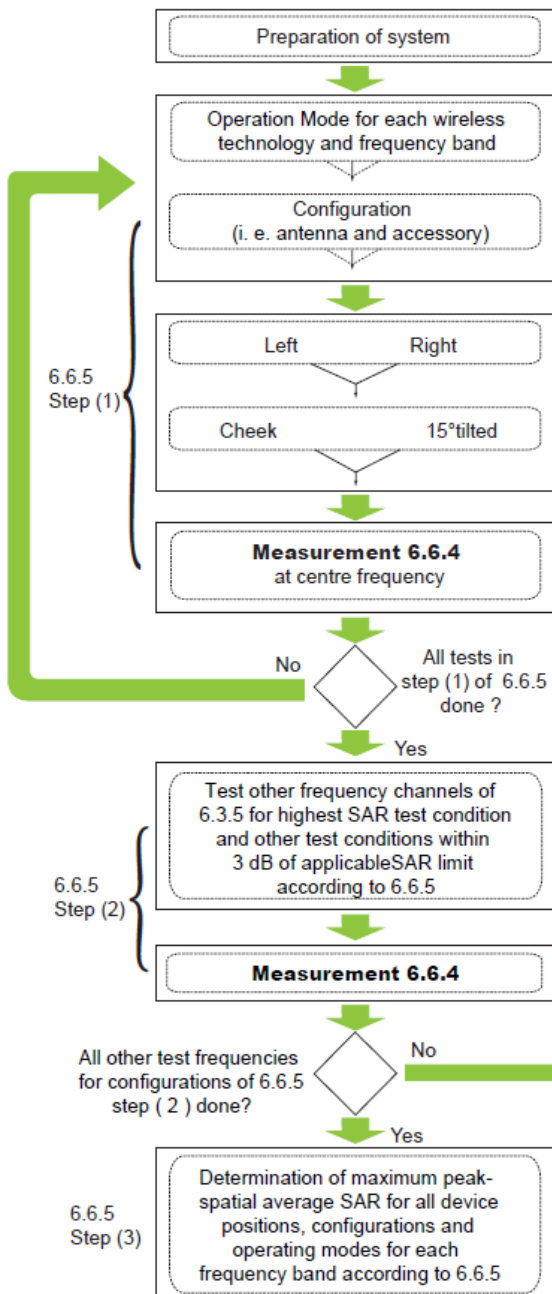 Preparation of system
Operation Mode for each wireless
technology and frequency band
Configuration
(i. e. antenna and accessory)
6.6.5
Step (1)
Left Right
Cheek 15°tilted
Measurement 6.6.4
at centre frequency
No
All tests in
step (1) of 6.6.5
done ?
Yes
Test other frequency channels of
6.3.5 for highest SAR test condition
and other test conditions within
3 dB of applicableSAR limit
according to 6.6.5
6.6.5
Step (2)
Measurement 6.6.4
All other test frequencies
for configurations of 6.6.5
step ( 2 ) done?
No
Yes
6.6.5
Step (3)
Determination of maximum peak-
spatial average SAR for all device
positions, configurations and
operating modes for each
frequency band according to 6.6.5